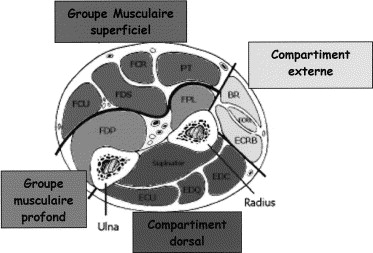 Groupe Musculaire
superficiel
Compartiment
externe
FCR
PT
FDS
FCU
FPL
BR
FDP
ECRB
Supinator
EDC
ECU
EDQ
Groupe
musculaire
profond
Radius
Ulna
Compartiment
dorsal